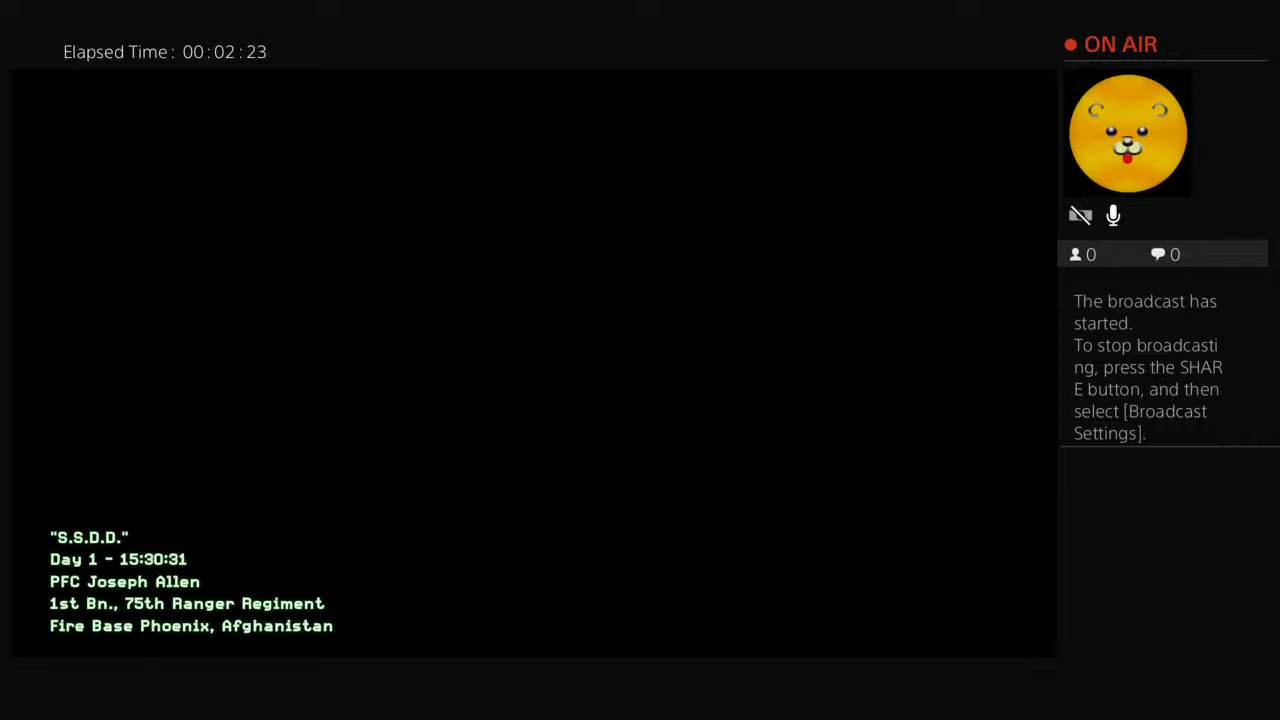 Elapsed Time: 00:02:23
ON AIR
0
0
The broadcast has
started.
To stop broadcasti
ng, press the SHAR
E button, and then
select [Broadcast
Settings].
"S.S.D.D."
Day 1 - 15:30:31
PFC Joseph Allen
1st Bn., 75th Ranger Regiment
Fire Base Phoenix, Afghanistan